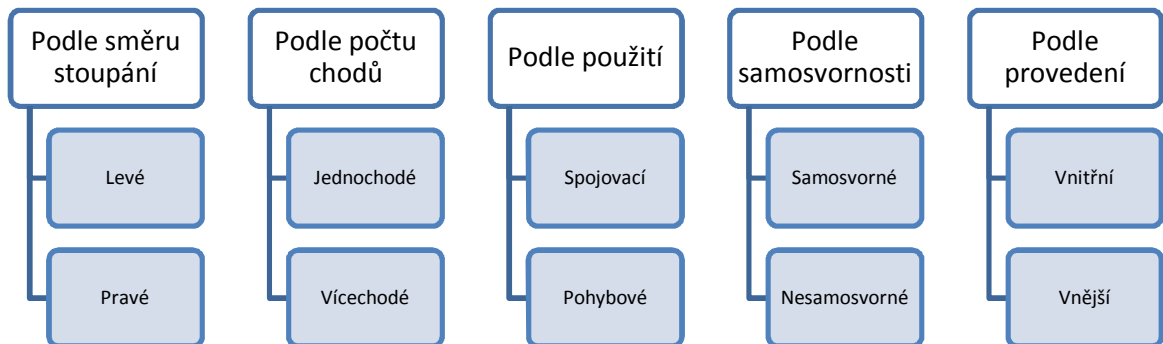 Podle směru
stoupání
Levé
Pravé
Podle počtu
chodů
Jednochodé
Vícechodé
Podle použití
Spojovací
Pohybové
Podle
samosvornosti
Samosvorné
Nesamosvorné
Podle
provedení
Vnitřní
Vnější